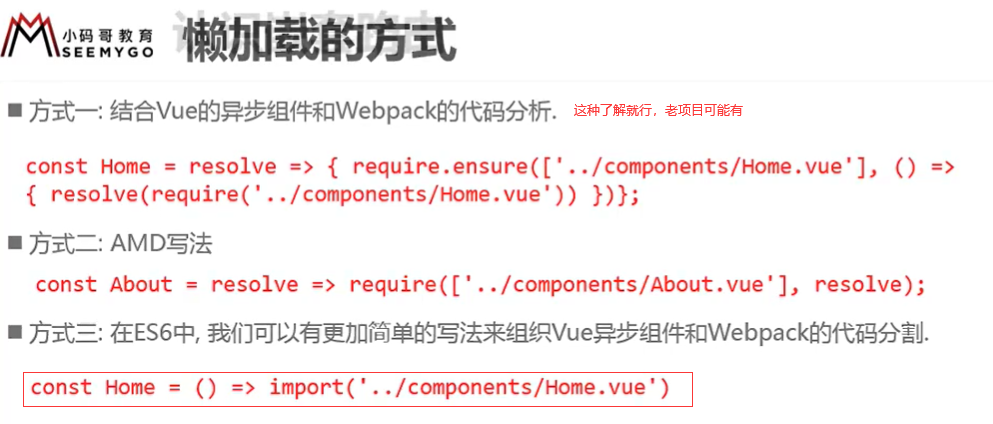 小码哥教育
SEEMYGO
懒加载的方式
■ 方式一: 结合Vue的异步组件和Webpack的代码分析. 这种了解就行，老项目可能有
const Home = resolve => { require.ensure(['../components/Home.vue'], () =>
{ resolve(require('../components/Home.vue')) })};
■ 方式二: AMD写法
const About = resolve => require(['../components/About.vue'], resolve);
■ 方式三: 在ES6中, 我们可以有更加简单的写法来组织Vue异步组件和Webpack的代码分割.
const Home = () => import('../components/Home.vue')